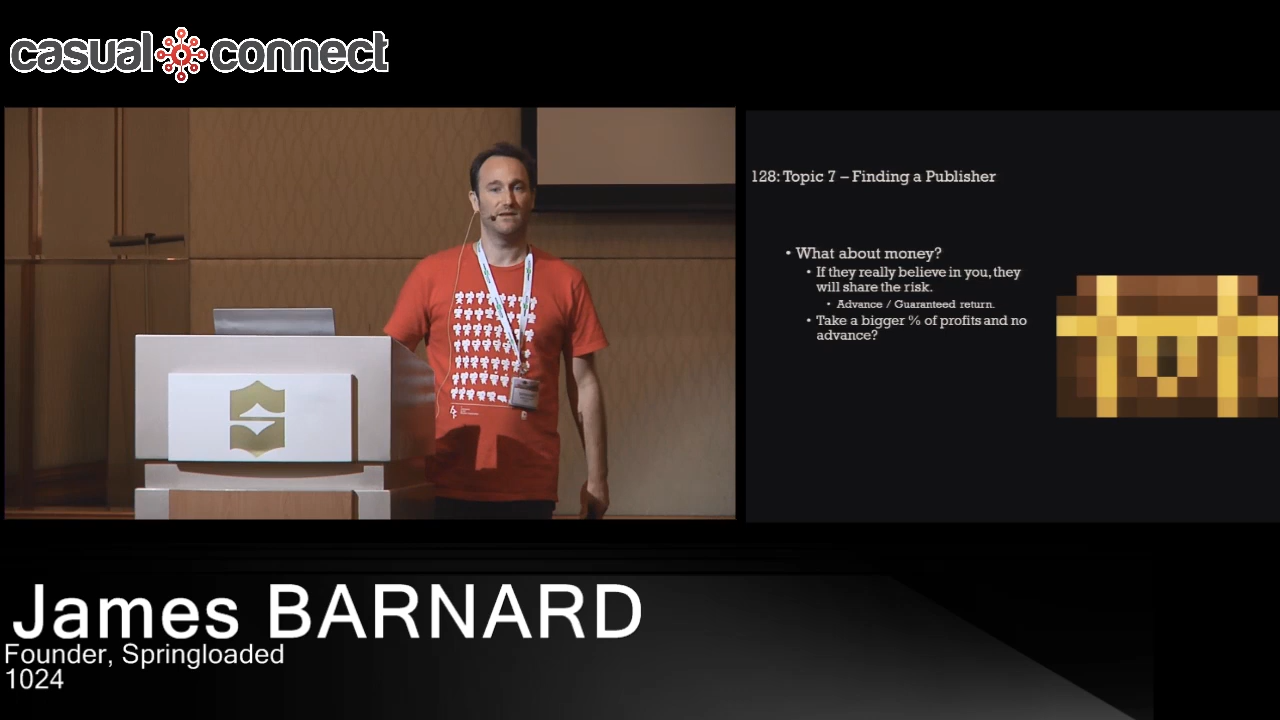 casual connect
128: Topic 7 – Finding a Publisher
• What about money?
• If they really believe in you, they
will share the risk.
• Advance / Guaranteed return.
• Take a bigger % of profits and no
advance?
James BARNARD
Founder, Springloaded
1024